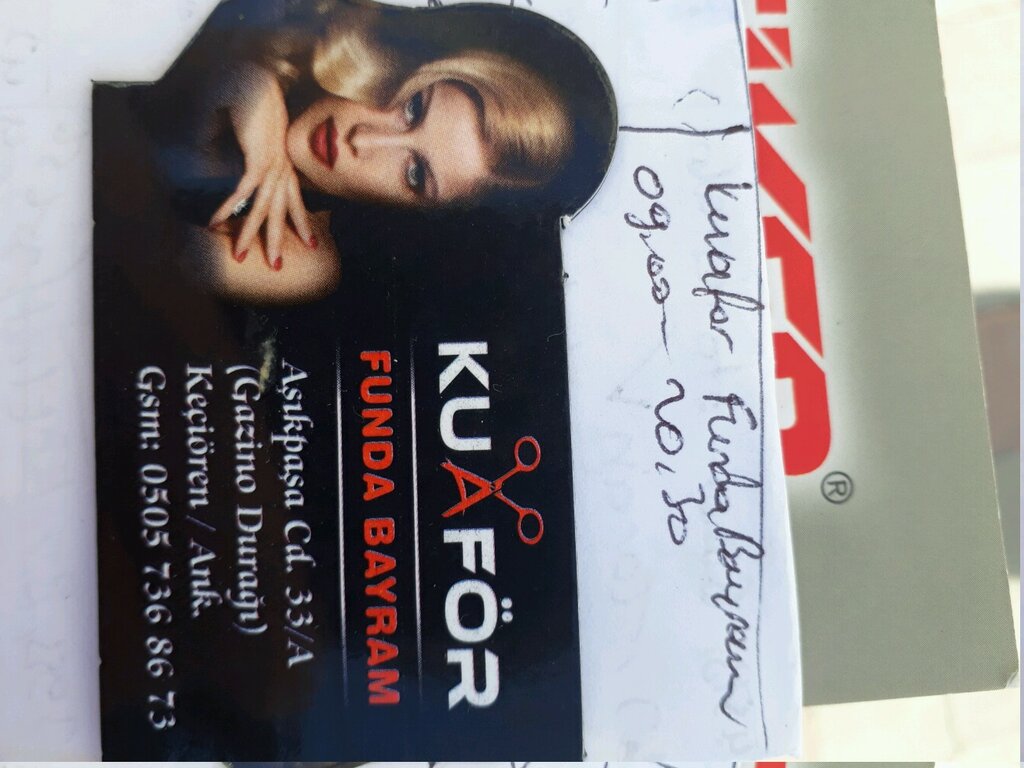 Kuaför Funda Bayram
09,00 20,30
KUAFÖR
FUNDA BAYRAM
Aşıkpaşa Cd. 33/A
(Gazino Durağı)
Keçiören / Ank.
Gsm: 0505 736 86 73
®